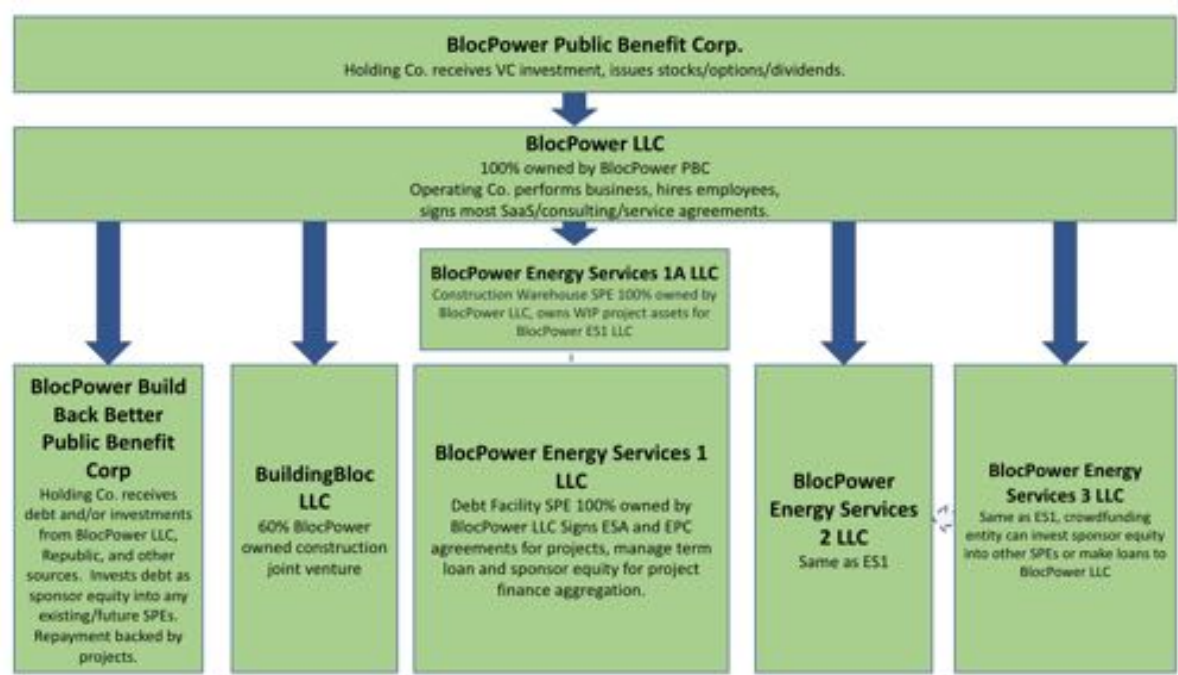 BlocPower Public Benefit Corp.
Holding Co. receives VC investment, issues stocks/options/dividends.
BlocPower LLC
100% owned by BlocPower PBC
Operating Co. performs business, hires employees,
signs most SaaS/consulting/service agreements.
BlocPower Energy Services 1A LLC
Construction Warehouse SPE 100% owned by
BlocPower LLC, owns WIP project assets for
BlocPower ES1 LLC
BlocPower Build
Back Better
Public Benefit
Corp
Holding Co. receives
debt and/or investments
from BlocPower LLC,
Republic, and other
sources. Invests debt as
sponsor equity into any
existing/future SPEs.
Repayment backed by
projects.
BuildingBloc
LLC
60% BlocPower
owned construction
joint venture
BlocPower Energy Services 1
LLC
Debt Facility SPE 100% owned by
BlocPower LLC Signs ESA and EPC
agreements for projects, manage term
loan and sponsor equity for project
finance aggregation.
BlocPower
Energy Services
2 LLC
Same as ES1
BlocPower Energy
Services 3 LLC
Same as ES1, crowdfunding
entity can invest sponsor equity
into other SPEs or make loans to
BlocPower LLC